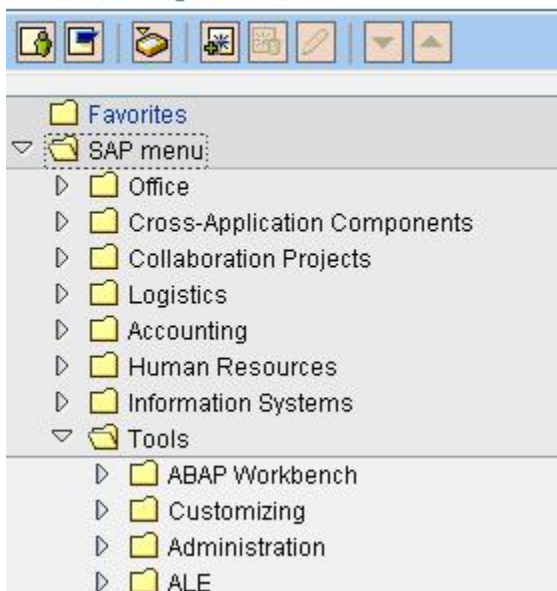 Favorites
SAP menu
Office
Cross-Application Components
Collaboration Projects
Logistics
Accounting
Human Resources
Information Systems
Tools
ABAP Workbench
Customizing
Administration
ALE